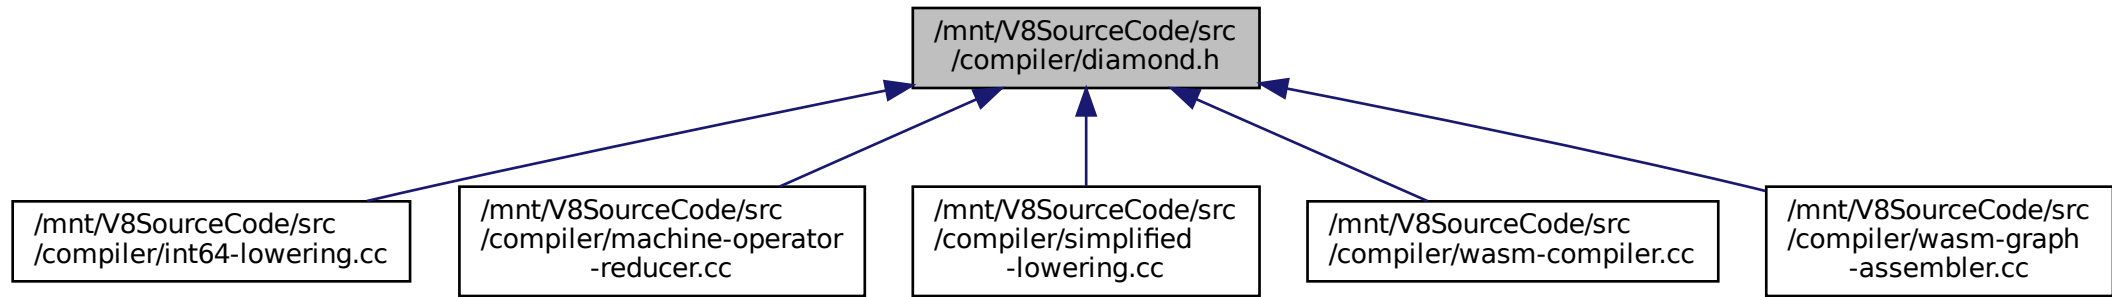 /mnt/V8SourceCode/src
/compiler/diamond.h
/mnt/V8SourceCode/src
/compiler/int64-lowering.cc
/mnt/V8SourceCode/src
/compiler/machine-operator
-reducer.cc
/mnt/V8SourceCode/src
/compiler/simplified
-lowering.cc
/mnt/V8SourceCode/src
/compiler/wasm-compiler.cc
/mnt/V8SourceCode/src
/compiler/wasm-graph
-assembler.cc